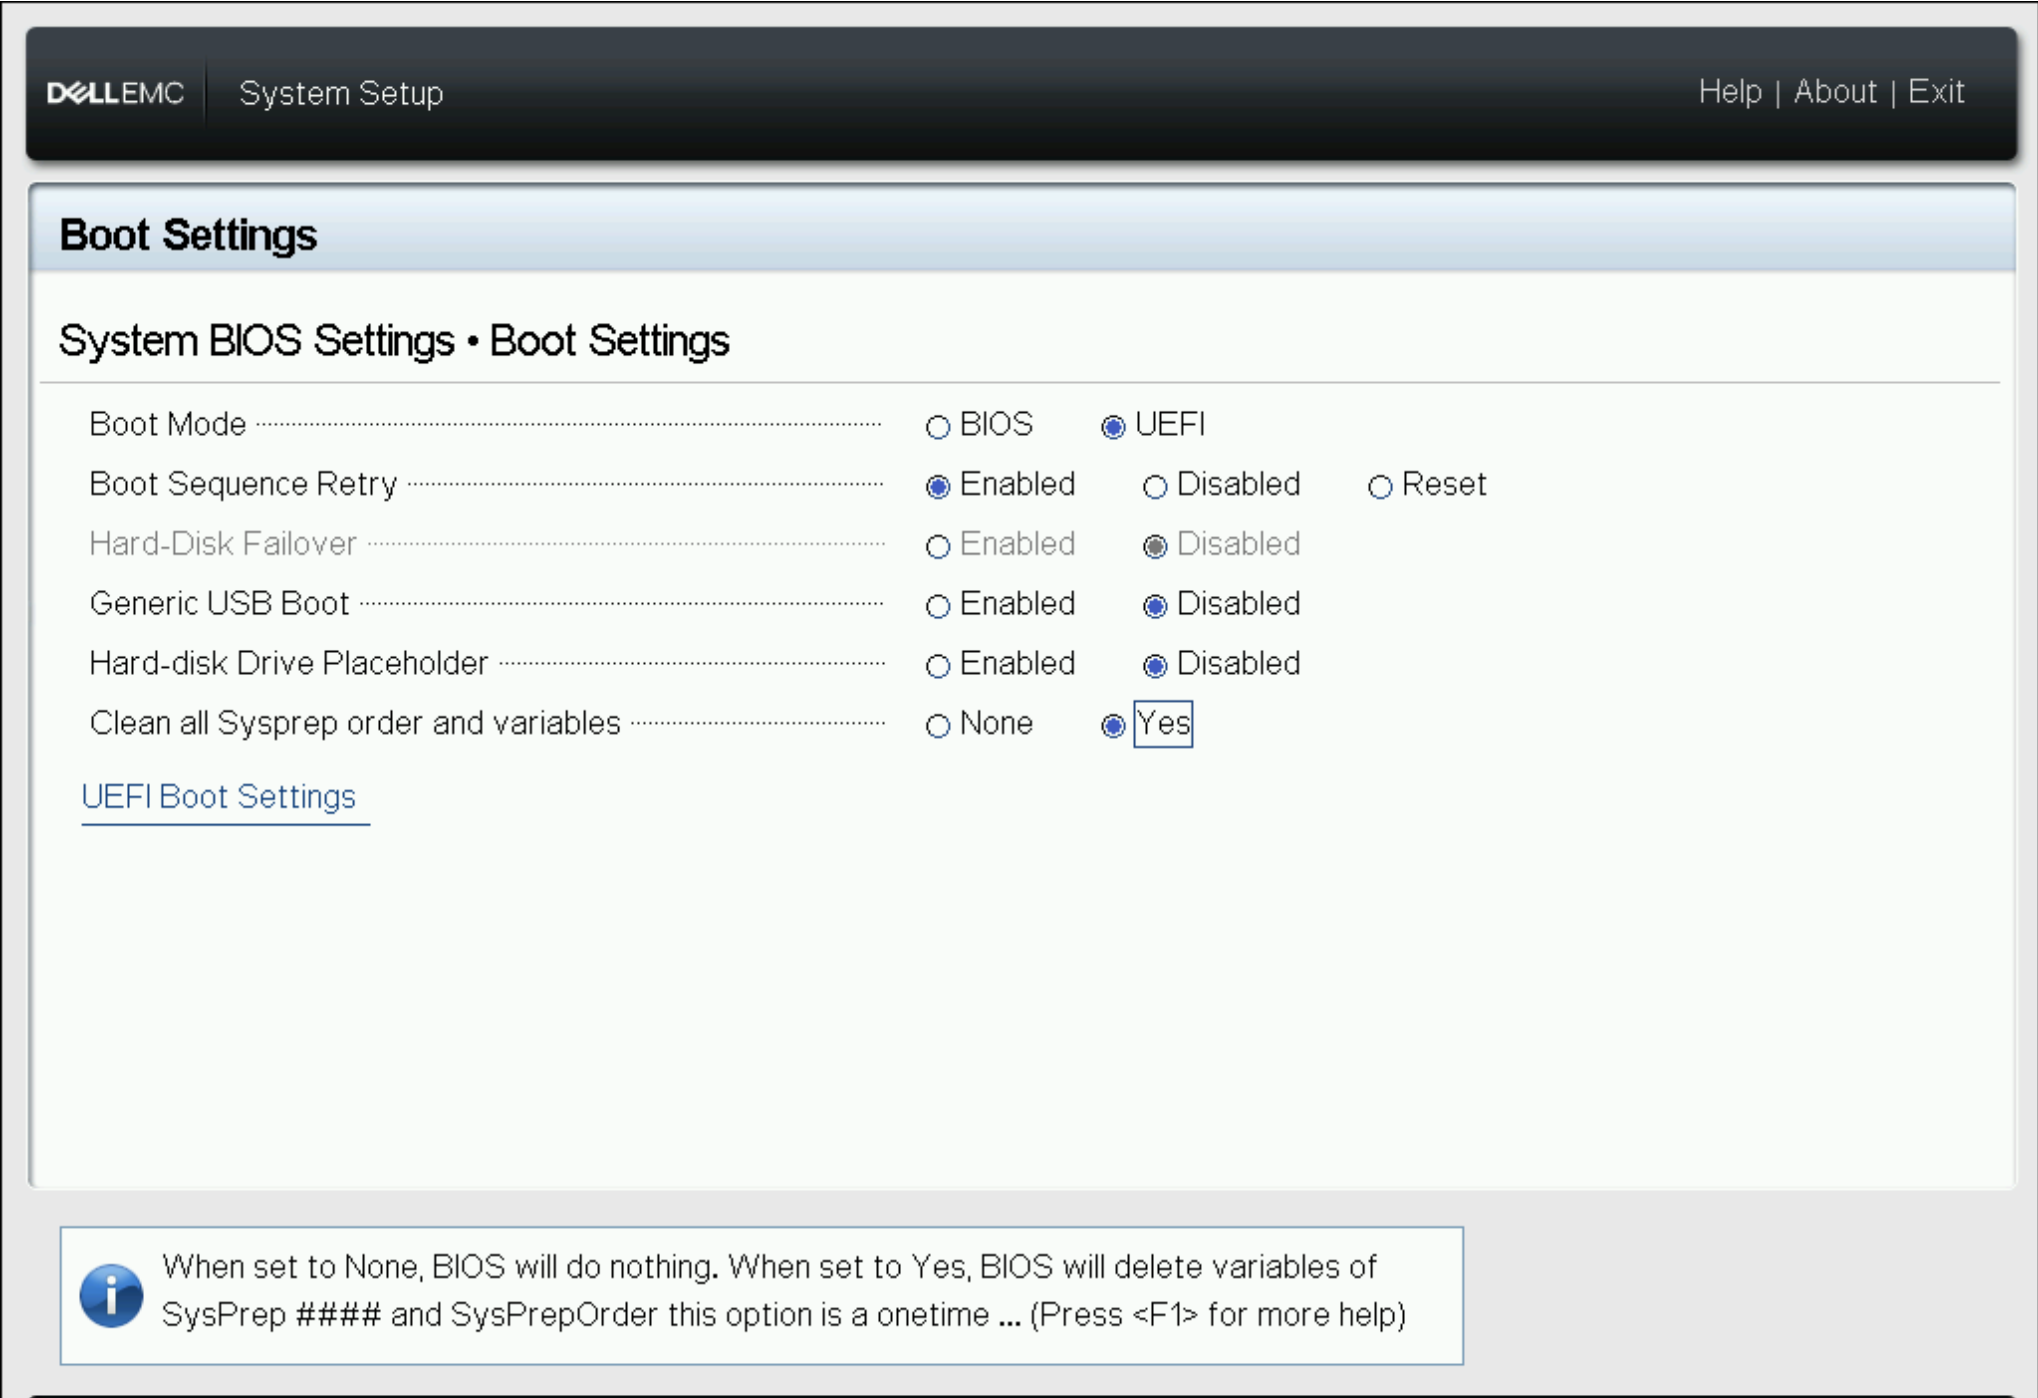 DELLEMC System Setup Help | About | Exit
Boot Settings
System BIOS Settings • Boot Settings
Boot Mode BIOS UEFI
Boot Sequence Retry Enabled Disabled Reset
Hard-Disk Failover Enabled Disabled
Generic USB Boot Enabled Disabled
Hard-disk Drive Placeholder Enabled Disabled
Clean all Sysprep order and variables None Yes
UEFI Boot Settings
When set to None, BIOS will do nothing. When set to Yes, BIOS will delete variables of
SysPrep #### and SysPrepOrder this option is a onetime ... (Press <F1> for more help)